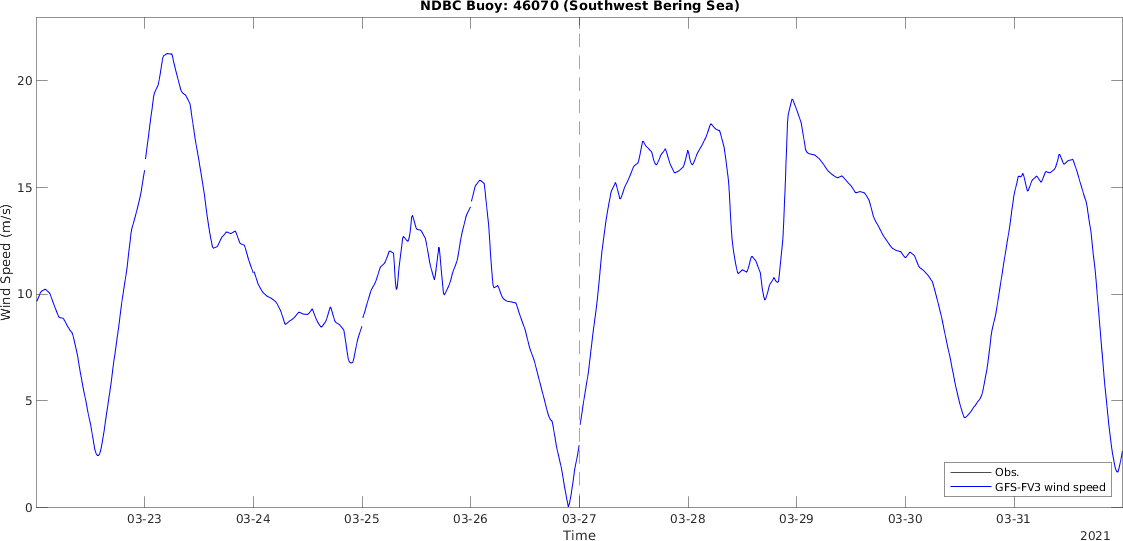 NDBC Buoy: 46070 (Southwest Bering Sea)
20
15
10
5
0
Wind Speed (m/s)
03-23 03-24 03-25 03-26 03-27 03-28 03-29 03-30 03-31
Time
2021
Obs.
GFS-FV3 wind speed